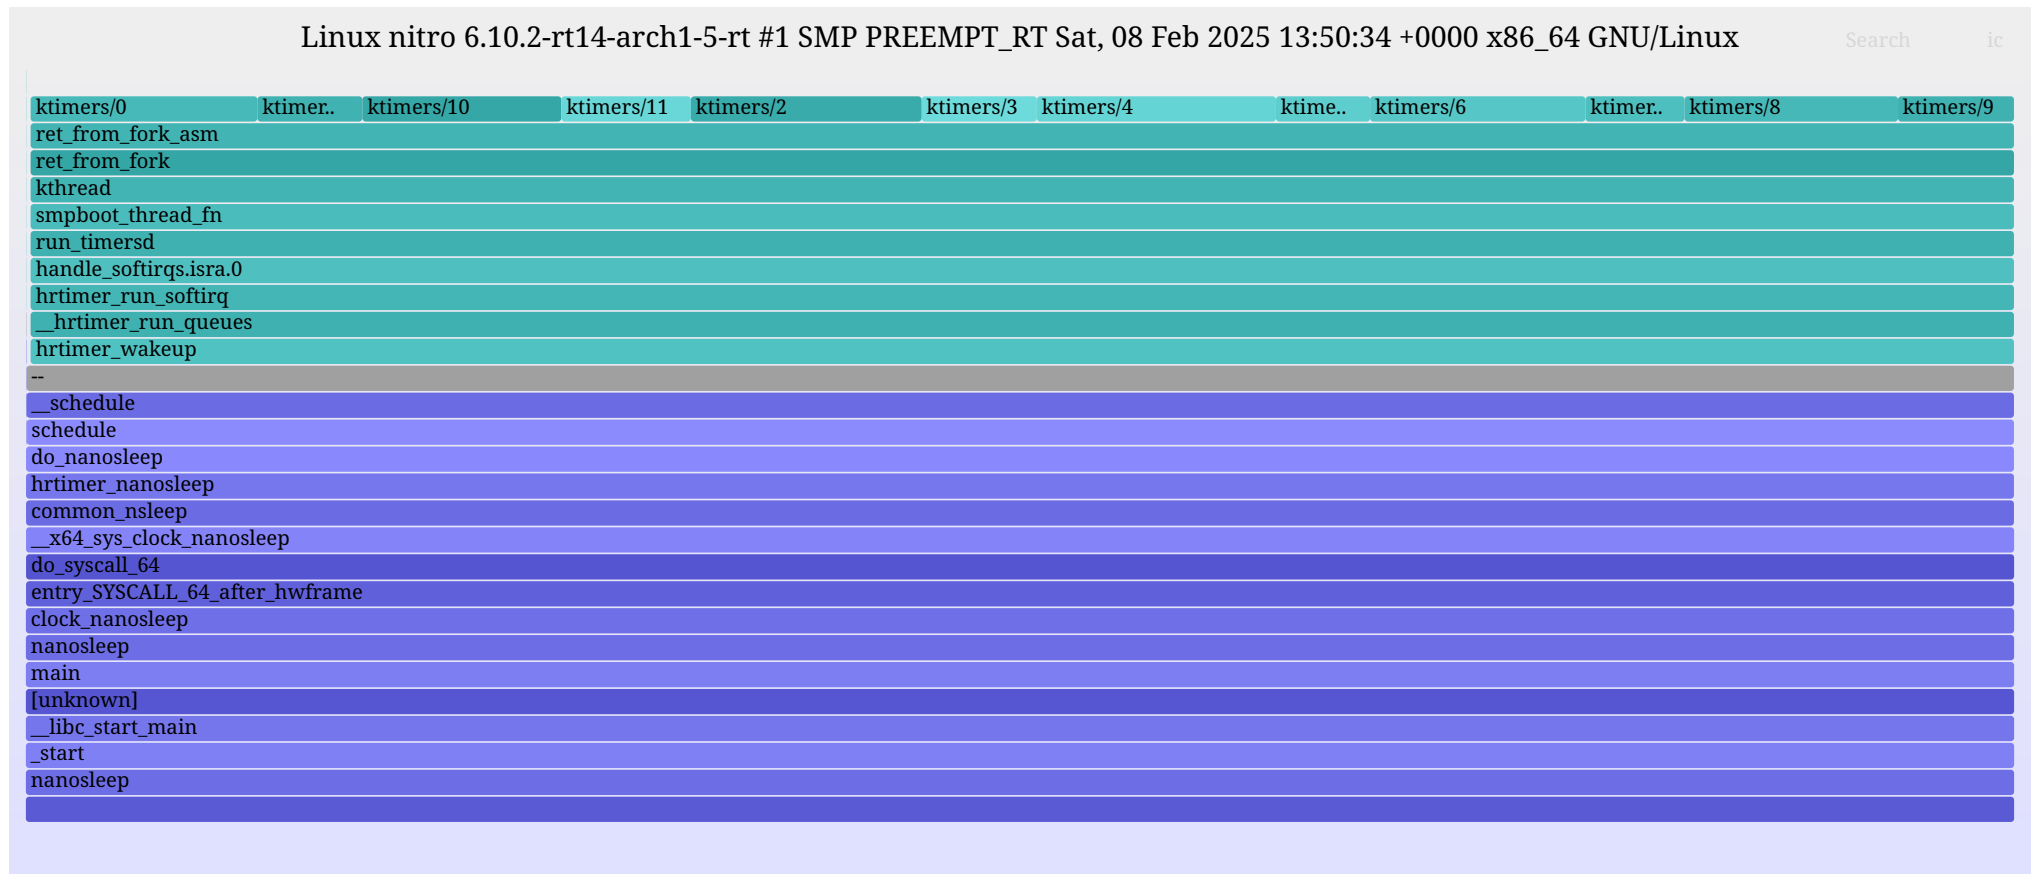 Linux nitro 6.10.2-rt14-arch1-5-rt #1 SMP PREEMPT_RT Sat, 08 Feb 2025 13:50:34 +0000 x86_64 GNU/Linux
Search ic
ktimers/0 ktimer.. ktimers/10 ktimers/11 ktimers/2 ktimers/3 ktimers/4 ktime.. ktimers/6 ktimer.. ktimers/8 ktimers/9
ret_from_fork_asm
ret_from_fork
kthread
smpboot_thread_fn
run_timersd
handle_softirqs.isra.0
hrtimer_run_softirq
__hrtimer_run_queues
hrtimer_wakeup
--
__schedule
schedule
do_nanosleep
hrtimer_nanosleep
common_nsleep
__x64_sys_clock_nanosleep
do_syscall_64
entry_SYSCALL_64_after_hwframe
clock_nanosleep
nanosleep
main
[unknown]
__libc_start_main
_start
nanosleep